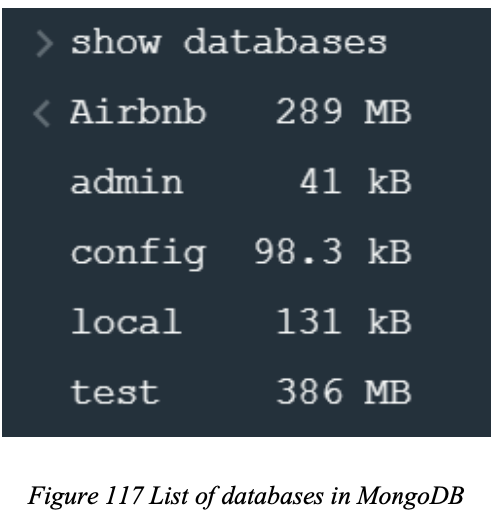 > show databases
< Airbnb 289 MB
admin 41 kB
config 98.3 kB
local 131 kB
test 386 MB
Figure 117 List of databases in MongoDB